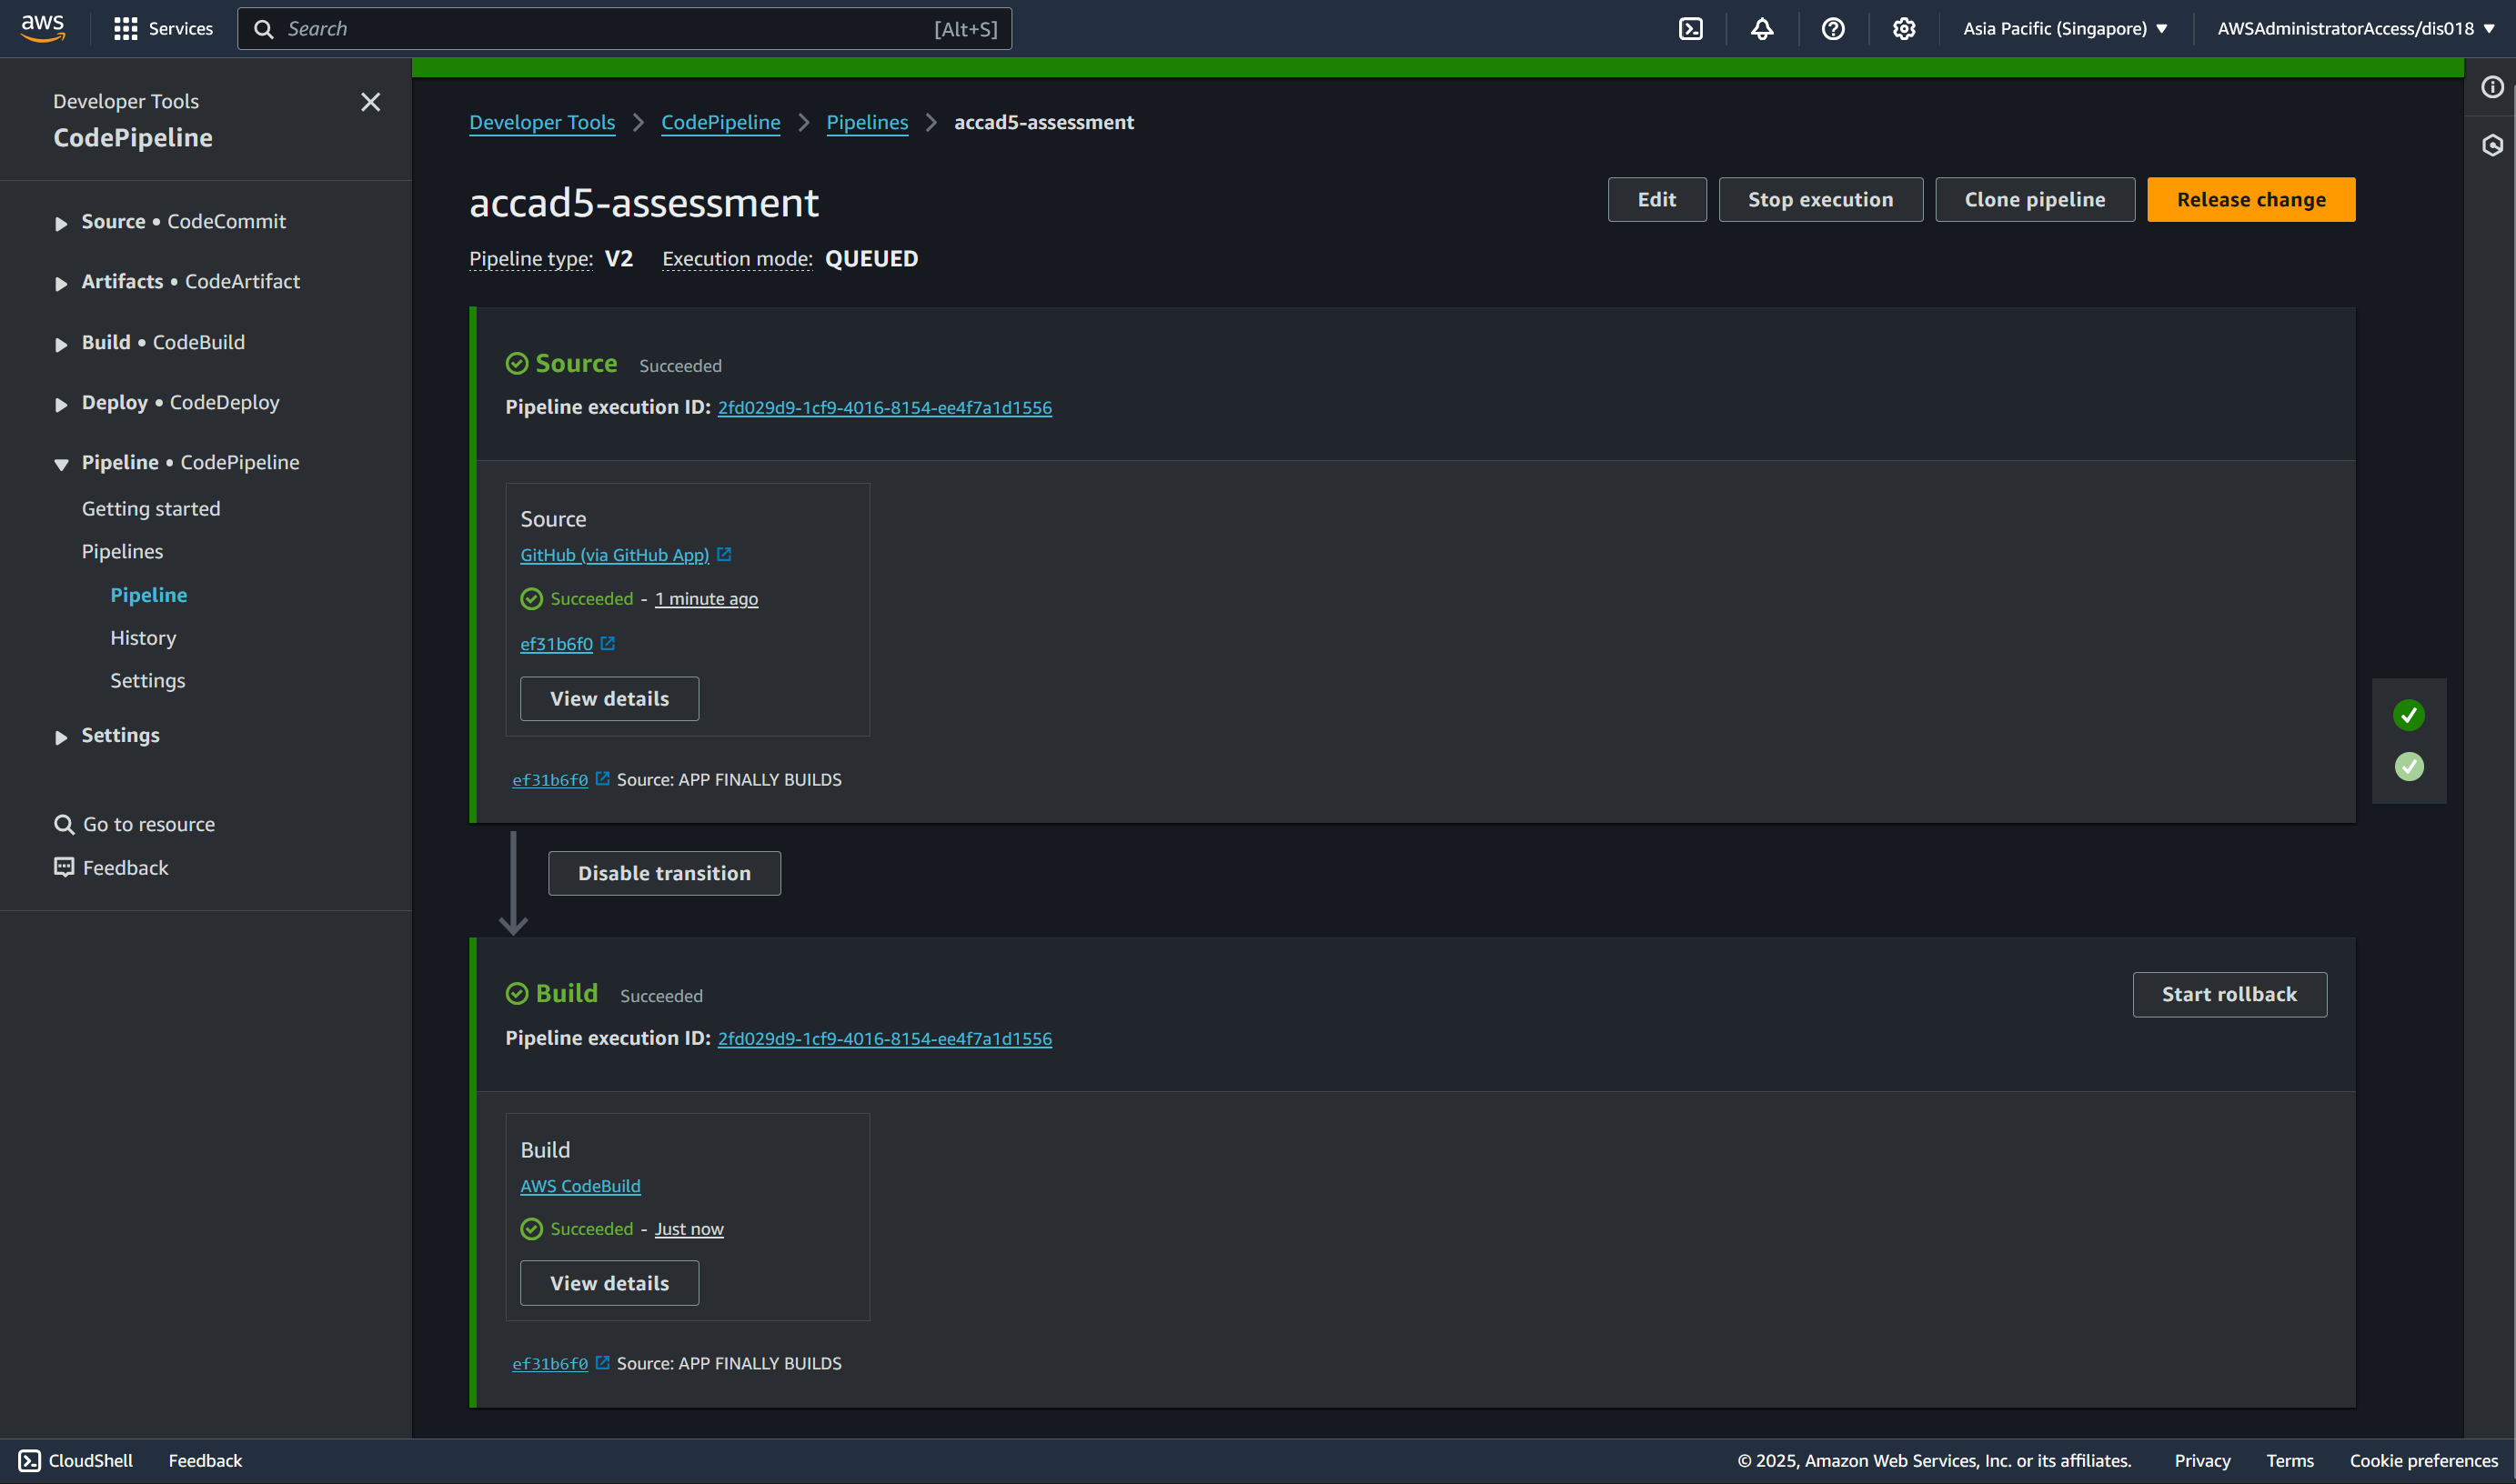 aws
Services
Search
[Alt+S]
Asia Pacific (Singapore)
AWSAdministratorAccess/dis018
Developer Tools
CodePipeline
Source • CodeCommit
Artifacts • CodeArtifact
Build • CodeBuild
Deploy • CodeDeploy
Pipeline • CodePipeline
Getting started
Pipelines
Pipeline
History
Settings
Settings
Go to resource
Feedback
Developer Tools
CodePipeline
Pipelines
accad5-assessment
accad5-assessment
Edit
Stop execution
Clone pipeline
Release change
Pipeline type: V2 Execution mode: QUEUED
Source Succeeded
Pipeline execution ID: 2fd029d9-1cf9-4016-8154-ee4f7a1d1556
Source
GitHub (via GitHub App)
Succeeded - 1 minute ago
ef31b6f0
View details
ef31b6f0 Source: APP FINALLY BUILDS
Disable transition
Build Succeeded
Start rollback
Pipeline execution ID: 2fd029d9-1cf9-4016-8154-ee4f7a1d1556
Build
AWS CodeBuild
Succeeded - Just now
View details
ef31b6f0 Source: APP FINALLY BUILDS
CloudShell
Feedback
© 2025, Amazon Web Services, Inc. or its affiliates.
Privacy
Terms
Cookie preferences